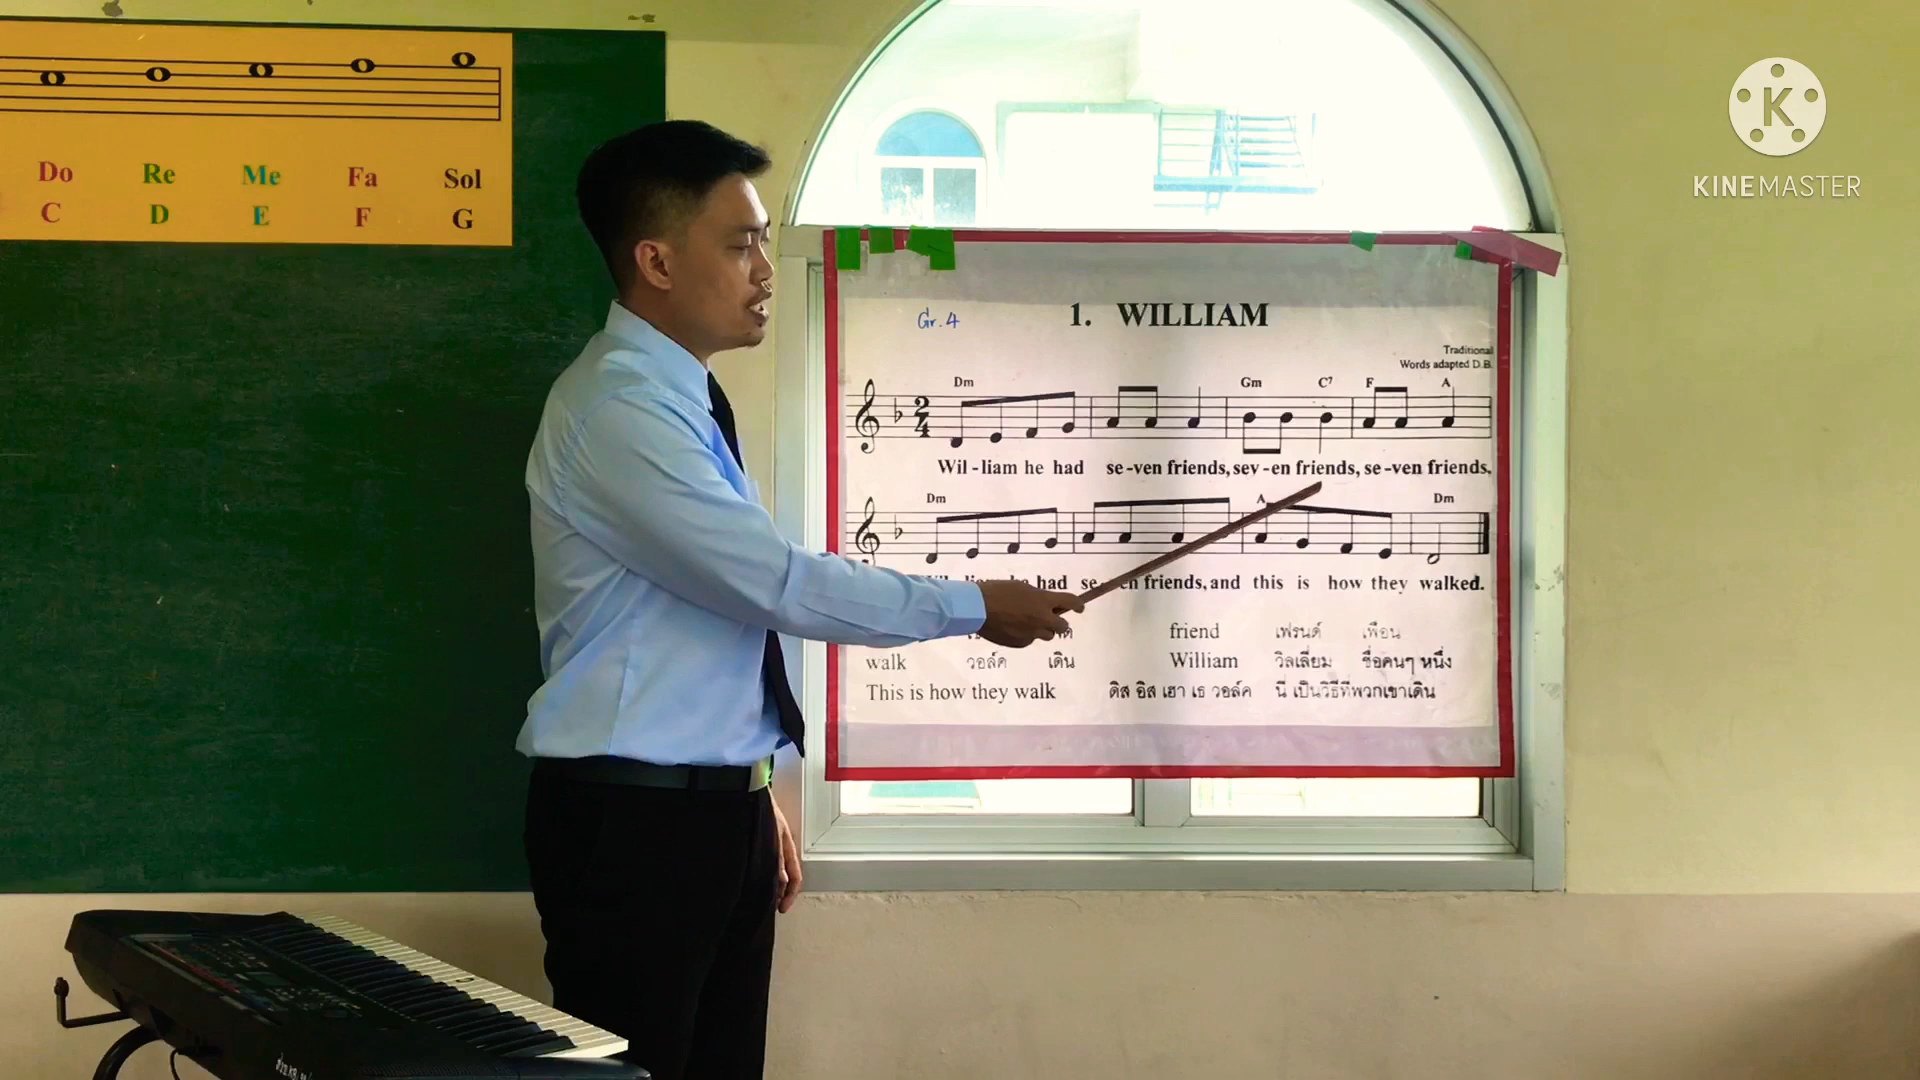 Do Re Me Fa Sol
C D E F G
K
KINEMASTER
Gr. 4
1. WILLIAM
Traditional
Words adapted D.B.
Dm Gm C7 F A
2
4
Wil - liam he had se - ven friends, sev - en friends, se - ven friends,
Dm A Dm
had friends, and this is how they walked.
friend เฟรนด์ เพื่อน
walk วอล์ค เดิน William วิลเลี่ยม ชื่อคนๆ หนึ่ง
This is how they walk ดิส อิส เฮา เธ วอล์ค นี่ เป็นวิธีที่พวกเขาเดิน